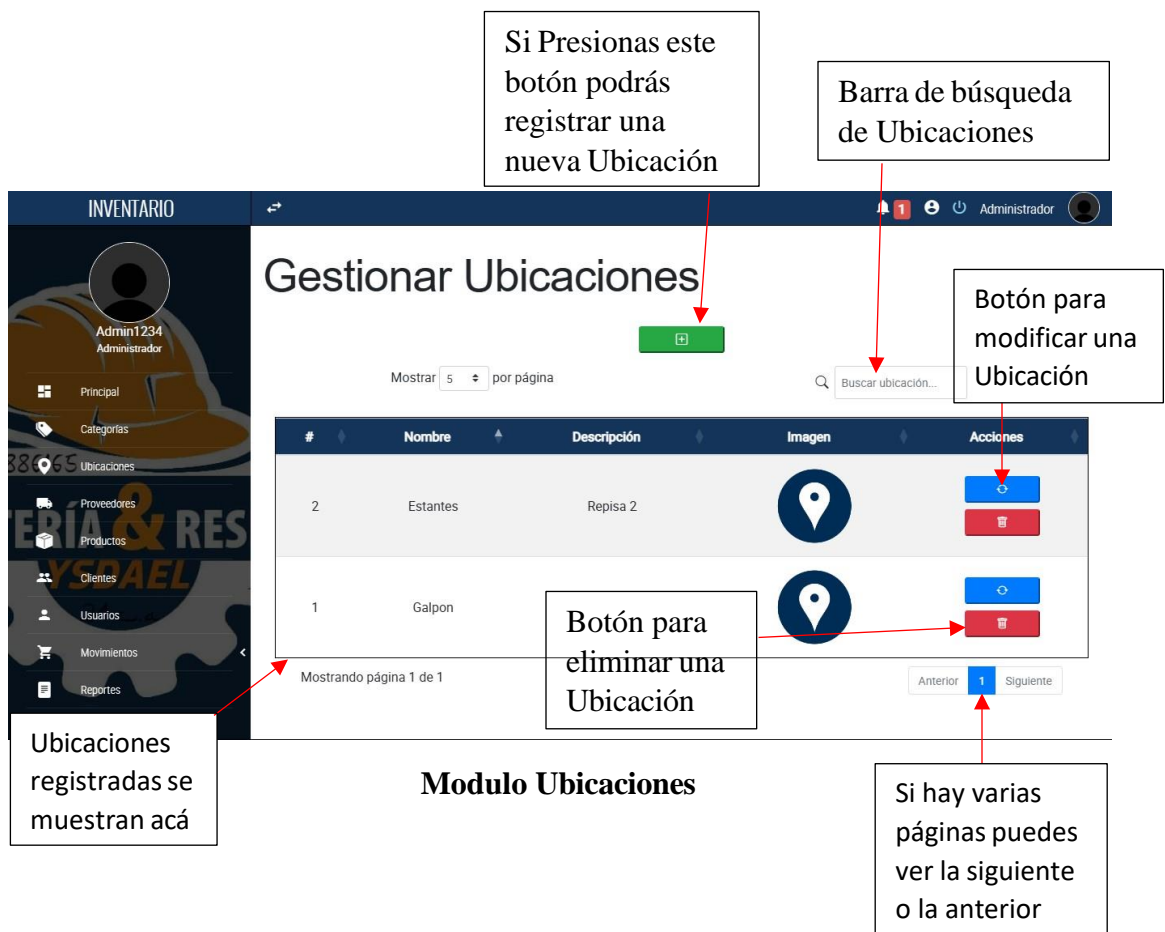 Si Presionas este
botón podrás
registrar una
nueva Ubicación
Barra de búsqueda
de Ubicaciones
INVENTARIO
1
Administrador
Gestionar Ubicaciones
Admin1234
Administrador
Botón para
modificar una
Ubicación
Mostrar 5 por página
Buscar ubicación...
Principal
Categorías
Ubicaciones
Proveedores
Productos
Clientes
Usuarios
Movimientos
Reportes
ERÍA & RES
YSDAEL
# Nombre Descripción Imagen Acciones
2 Estantes Repisa 2
1 Galpon
Botón para
eliminar una
Ubicación
Mostrando página 1 de 1
Anterior 1 Siguiente
Ubicaciones
registradas se
muestran acá
Modulo Ubicaciones
Si hay varias
páginas puedes
ver la siguiente
o la anterior